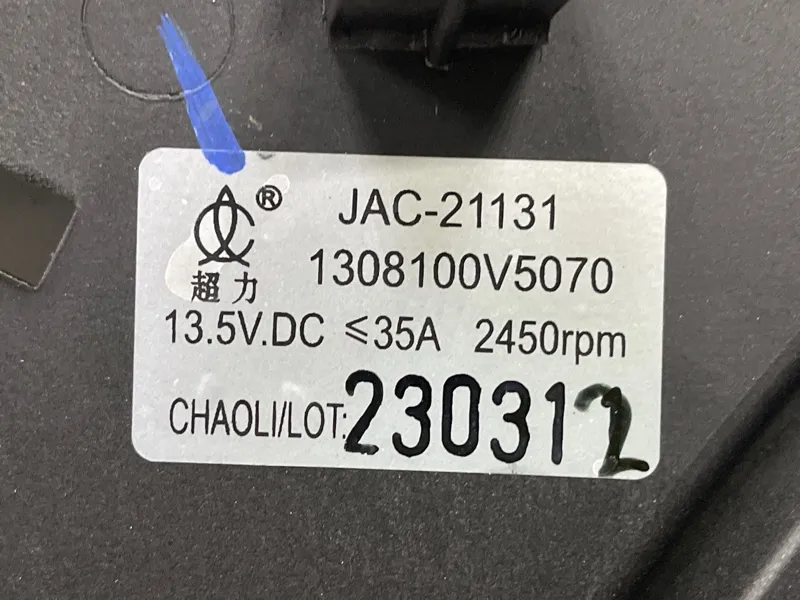 ®
超力
JAC-21131
1308100V5070
13.5V.DC ≤35A 2450rpm
CHAOLI/LOT:230312